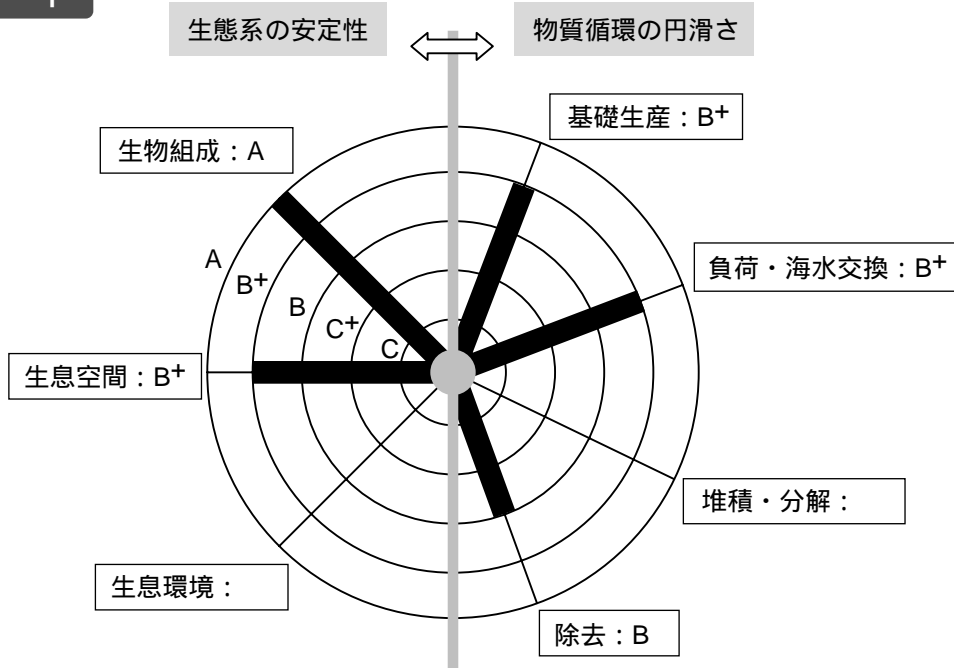 生態系の安定性
物質循環の円滑さ
基礎生産：B+
生物組成：A
A
B+
B
C+
C
負荷・海水交換：B+
生息空間：B+
堆積・分解：
生息環境：
除去：B